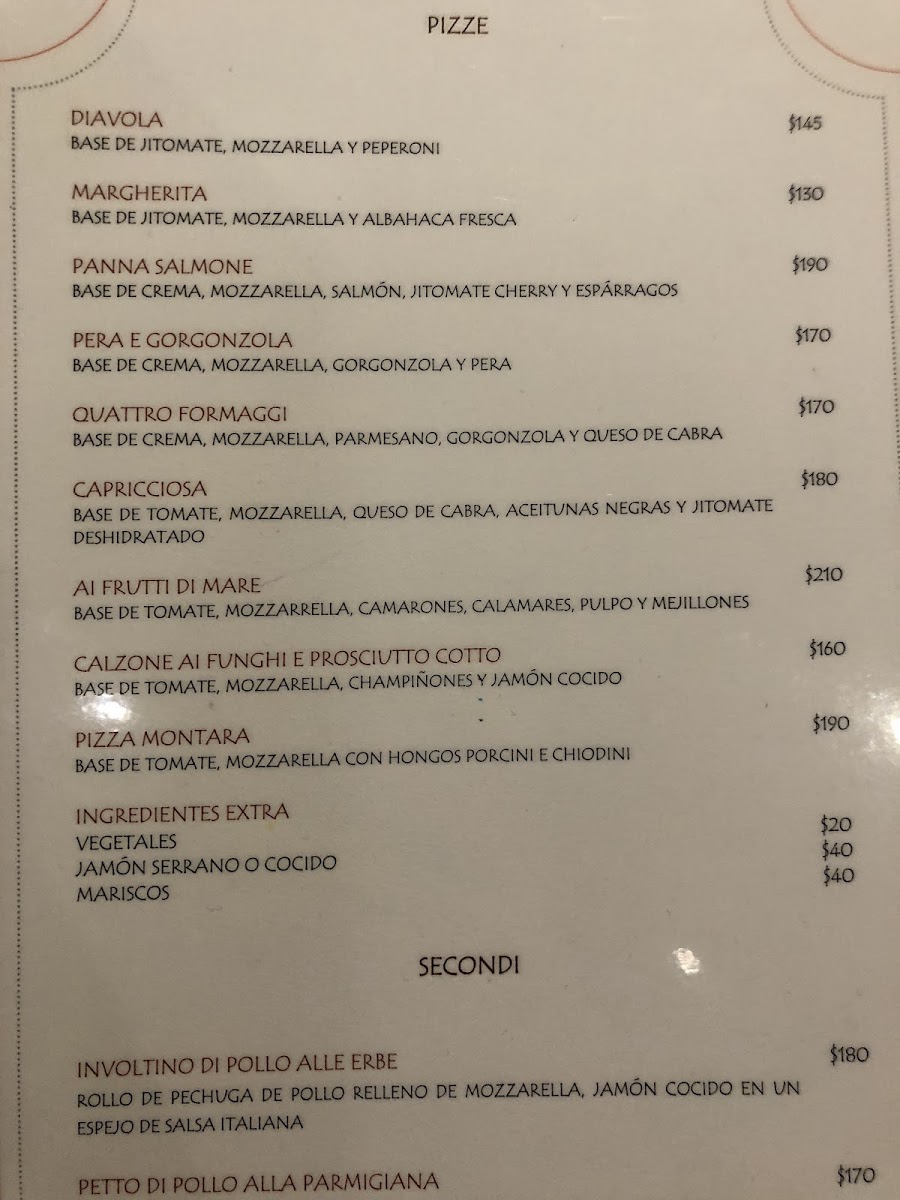 PIZZE
DIAVOLA $145
BASE DE JITOMATE, MOZZARELLA Y PEPERONI
MARGHERITA $130
BASE DE JITOMATE, MOZZARELLA Y ALBAHACA FRESCA
PANNA SALMONE $190
BASE DE CREMA, MOZZARELLA, SALMÓN, JITOMATE CHERRY Y ESPÁRRAGOS
PERA E GORGONZOLA $170
BASE DE CREMA, MOZZARELLA, GORGONZOLA Y PERA
QUATTRO FORMAGGI $170
BASE DE CREMA, MOZZARELLA, PARMESANO, GORGONZOLA Y QUESO DE CABRA
CAPRICCIOSA $180
BASE DE TOMATE, MOZZARELLA, QUESO DE CABRA, ACEITUNAS NEGRAS Y JITOMATE
DESHIDRATADO
AI FRUTTI DI MARE $210
BASE DE TOMATE, MOZZARRELLA, CAMARONES, CALAMARES, PULPO Y MEJILLONES
CALZONE AI FUNGHI E PROSCIUTTO COTTO $160
BASE DE TOMATE, MOZZARELLA, CHAMPIÑONES Y JAMÓN COCIDO
PIZZA MONTARA $190
BASE DE TOMATE, MOZZARELLA CON HONGOS PORCINI E CHIODINI
INGREDIENTES EXTRA
VEGETALES $20
JAMÓN SERRANO O COCIDO $40
MARISCOS $40
SECONDI
INVOLTINO DI POLLO ALLE ERBE $180
ROLLO DE PECHUGA DE POLLO RELLENO DE MOZZARELLA, JAMÓN COCIDO EN UN
ESPEJO DE SALSA ITALIANA
PETTO DI POLLO ALLA PARMIGIANA $170